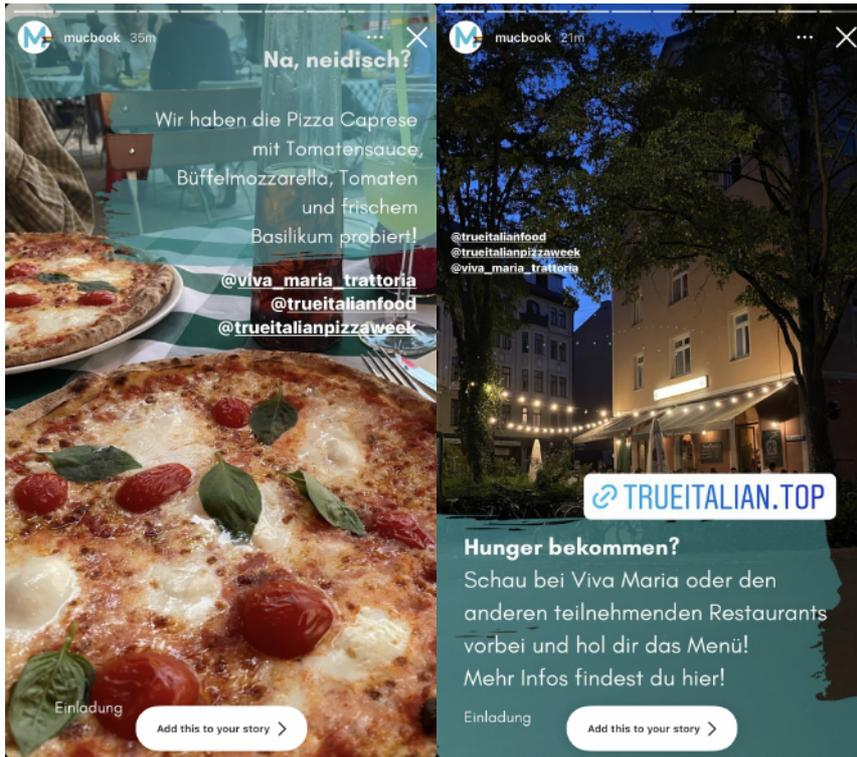 mucbook 35m
Na, neidisch?
Wir haben die Pizza Caprese
mit Tomatensauce,
Büffelmozzarella, Tomaten
und frischem
Basilikum probiert!
@viva_maria_trattoria
@trueitalianfood
@trueitalianpizzaweek
Einladung
Add this to your story
mucbook 21m
@trueitalianfood
@trueitalianpizzaweek
@viva_maria_trattoria
TRUEITALIAN.TOP
Hunger bekommen?
Schau bei Viva Maria oder den
anderen teilnehmenden Restaurants
vorbei und hol dir das Menü!
Mehr Infos findest du hier!
Einladung
Add this to your story